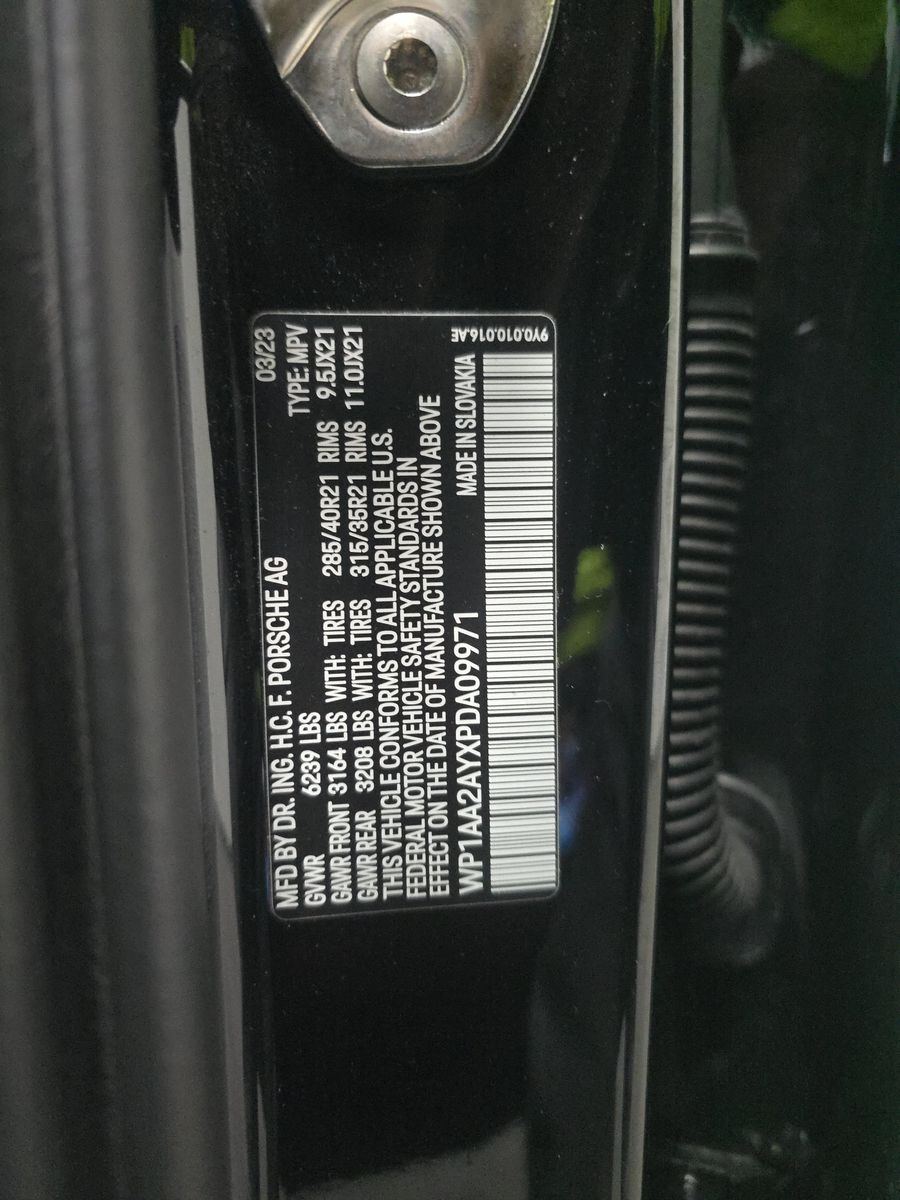 MFD BY DR. ING. H.C. F. PORSCHE AG 03/23
GVWR 6239 LBS TYPE: MPV
GAWR FRONT 3164 LBS WITH: TIRES 285/40R21 RIMS 9.5JX21
GAWR REAR 3208 LBS WITH: TIRES 315/35R21 RIMS 11.0JX21
THIS VEHICLE CONFORMS TO ALL APPLICABLE U.S.
FEDERAL MOTOR VEHICLE SAFETY STANDARDS IN
EFFECT ON THE DATE OF MANUFACTURE SHOWN ABOVE
WP1AA2AYXPDA09971 MADE IN SLOVAKIA
9Y0.010.016.AE